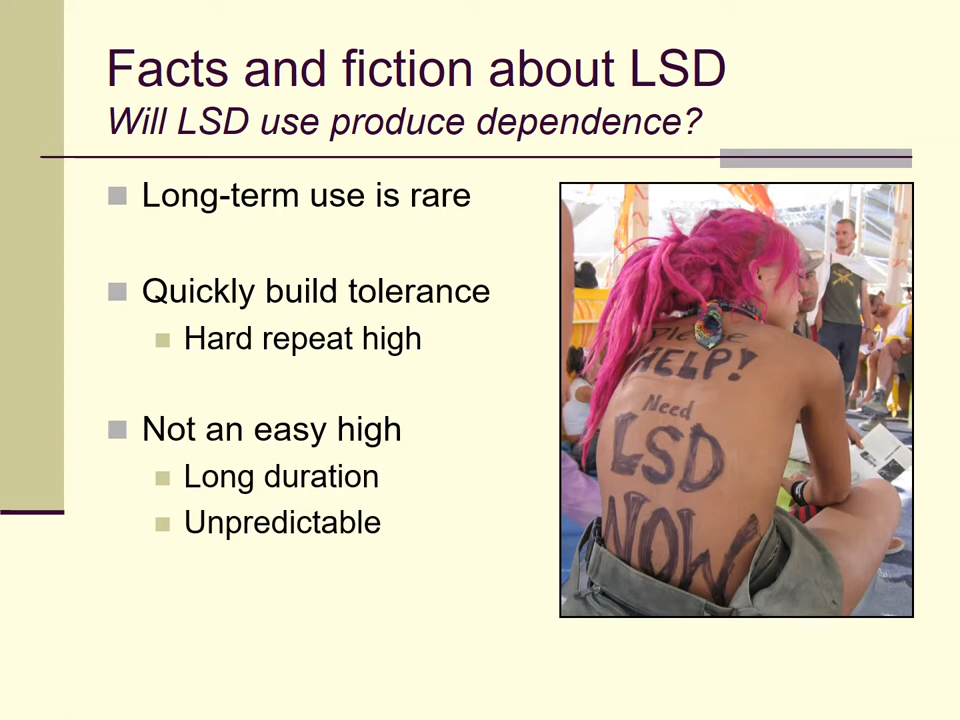 Facts and fiction about LSD
Will LSD use produce dependence?
Long-term use is rare
Quickly build tolerance
Hard repeat high
Not an easy high
Long duration
Unpredictable
Please
HELP!
Need
LSD
NOW